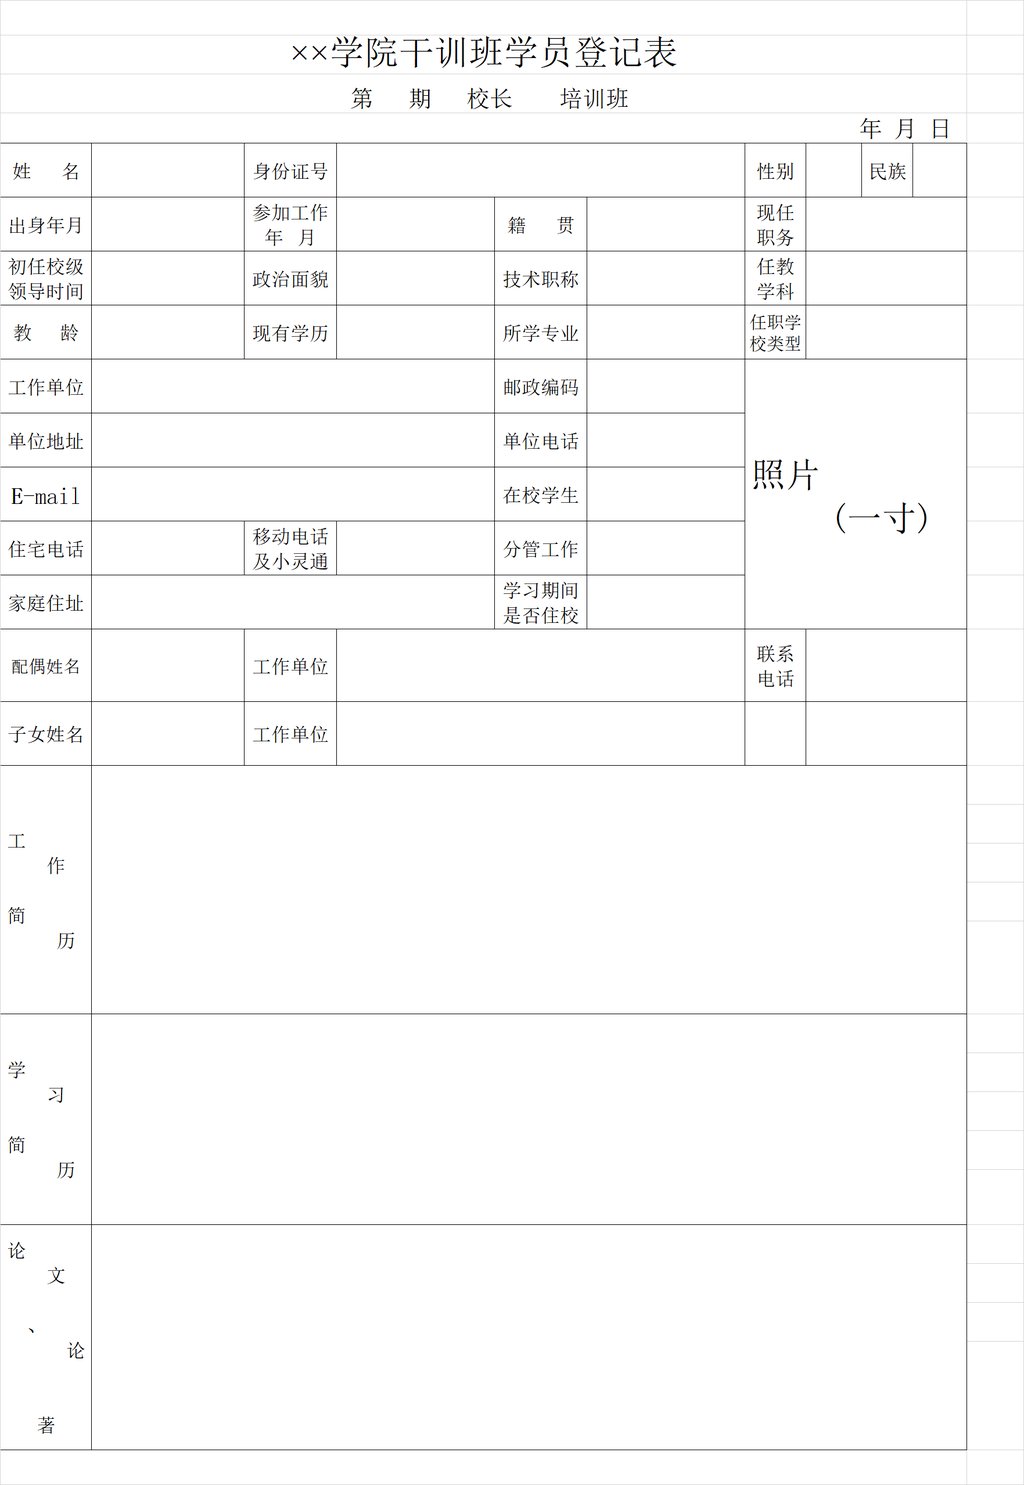 ××学院干训班学员登记表
第 期 校长 培训班
年 月 日
姓 名 身份证号 性别 民族
出身年月 参加工作年 月 籍 贯 现任职务
初任校级领导时间 政治面貌 技术职称 任教学科
教 龄 现有学历 所学专业 任职学校类型
工作单位 邮政编码
单位地址 单位电话
照片
(一寸)
E-mail 在校学生
住宅电话 移动电话及小灵通 分管工作
家庭住址 学习期间是否住校
配偶姓名 工作单位 联系电话
子女姓名 工作单位
工
作
简
历
学
习
简
历
论
文
、
论
著